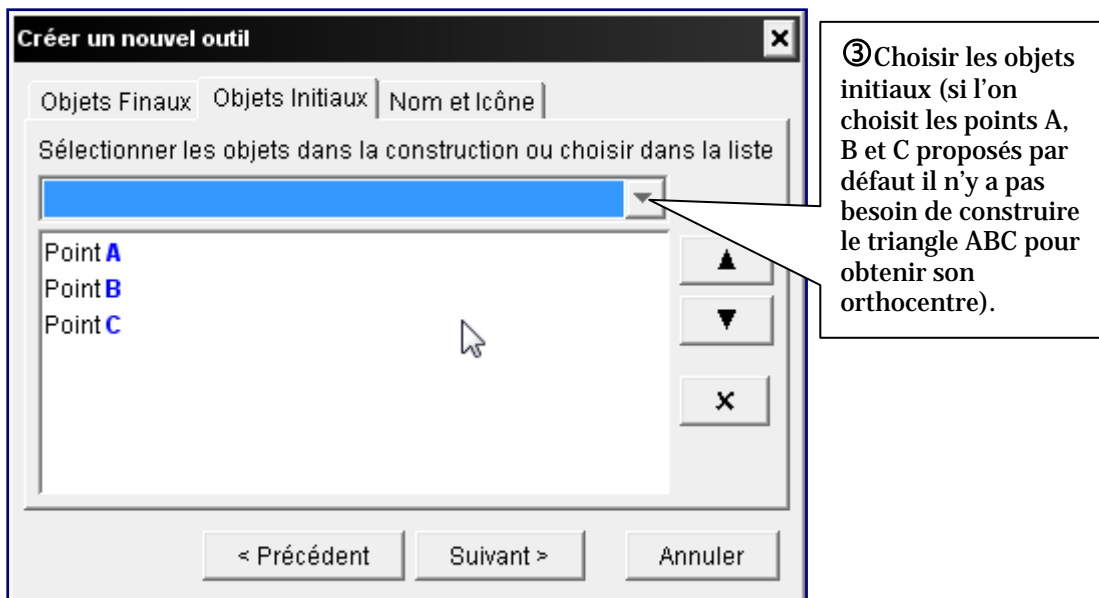 Créer un nouvel outil
Objets Finaux Objets Initiaux Nom et Icône
Sélectionner les objets dans la construction ou choisir dans la liste
Point A
Point B
Point C
< Précédent Suivant > Annuler
③Choisir les objets
initiaux (si l'on
choisit les points A,
B et C proposés par
défaut il n'y a pas
besoin de construire
le triangle ABC pour
obtenir son
orthocentre).